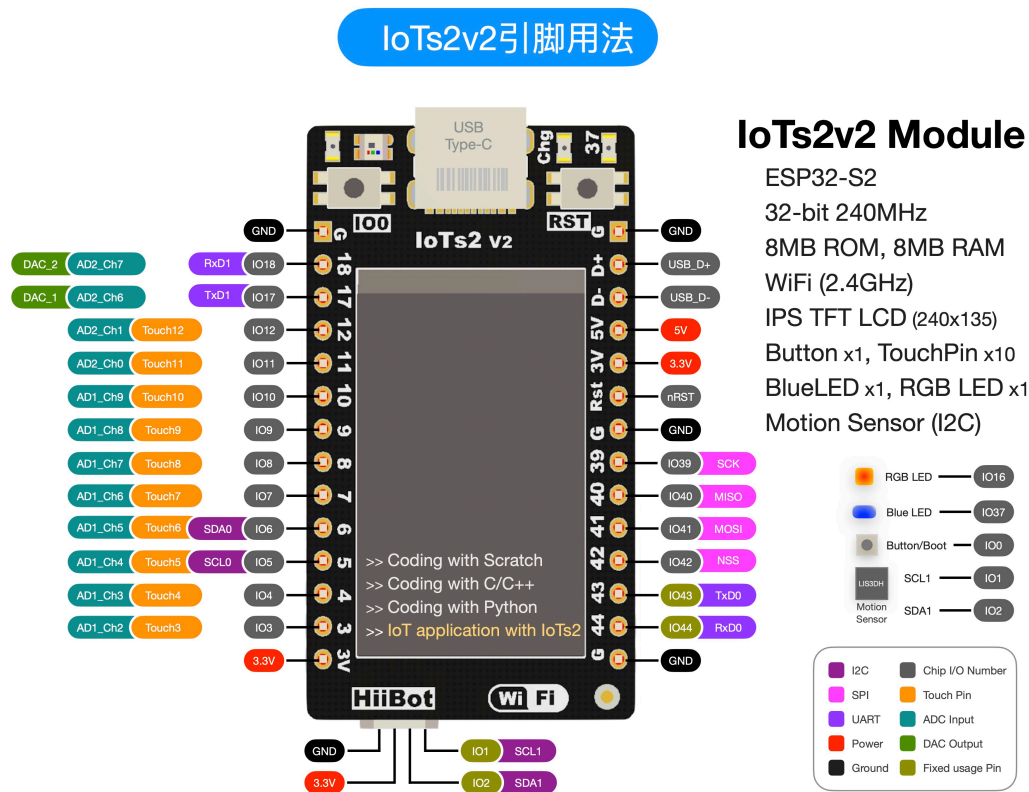 IoTs2v2引脚用法
IoTs2v2 Module
ESP32-S2
32-bit 240MHz
8MB ROM, 8MB RAM
WiFi (2.4GHz)
IPS TFT LCD (240x135)
Button x1, TouchPin x10
BlueLED x1, RGB LED x1
Motion Sensor (I2C)
USB
Type-C
Chg
37
IO0
RST
IoTs2 V2
GND G G GND
DAC_2 AD2_Ch7 RxD1 IO18 18 D+ USB_D+
DAC_1 AD2_Ch6 TxD1 IO17 17 D- USB_D-
AD2_Ch1 Touch12 IO12 12 5V 5V
AD2_Ch0 Touch11 IO11 11 3V 3.3V
AD1_Ch9 Touch10 IO10 10 Rst nRST
AD1_Ch8 Touch9 IO9 9 G GND
AD1_Ch7 Touch8 IO8 8 39 IO39 SCK
AD1_Ch6 Touch7 IO7 7 40 IO40 MISO
AD1_Ch5 Touch6 SDA0 IO6 6 41 IO41 MOSI
AD1_Ch4 Touch5 SCL0 IO5 5 42 IO42 NSS
AD1_Ch3 Touch4 IO4 4 43 IO43 TxD0
AD1_Ch2 Touch3 IO3 3 44 IO44 RxD0
3.3V 3V G GND
>> Coding with Scratch
>> Coding with C/C++
>> Coding with Python
>> IoT application with IoTs2
HiiBot
Wi Fi
GND IO1 SCL1
3.3V IO2 SDA1
RGB LED IO16
Blue LED IO37
Button/Boot IO0
LIS3DH
Motion
Sensor
SCL1 IO1
SDA1 IO2
I2C Chip I/O Number
SPI Touch Pin
UART ADC Input
Power DAC Output
Ground Fixed usage Pin